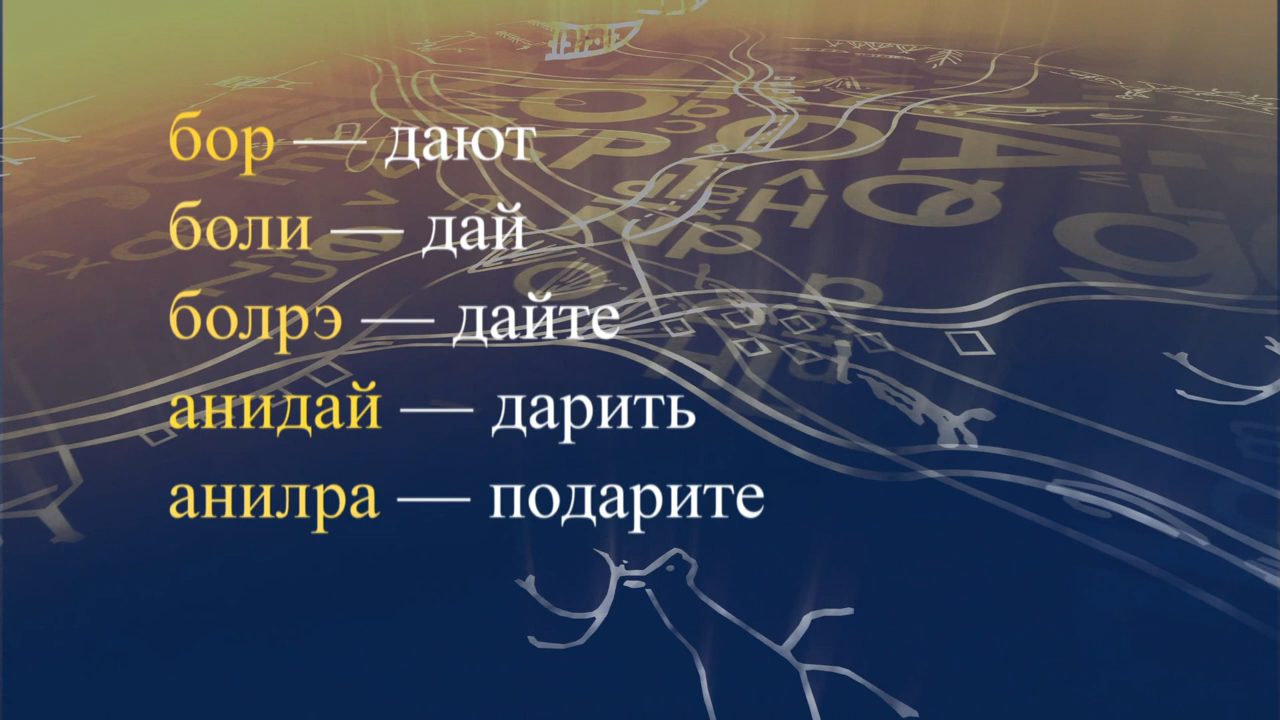 бор — дают
боли — дай
болрэ — дайте
анидай — дарить
анилра — подарите